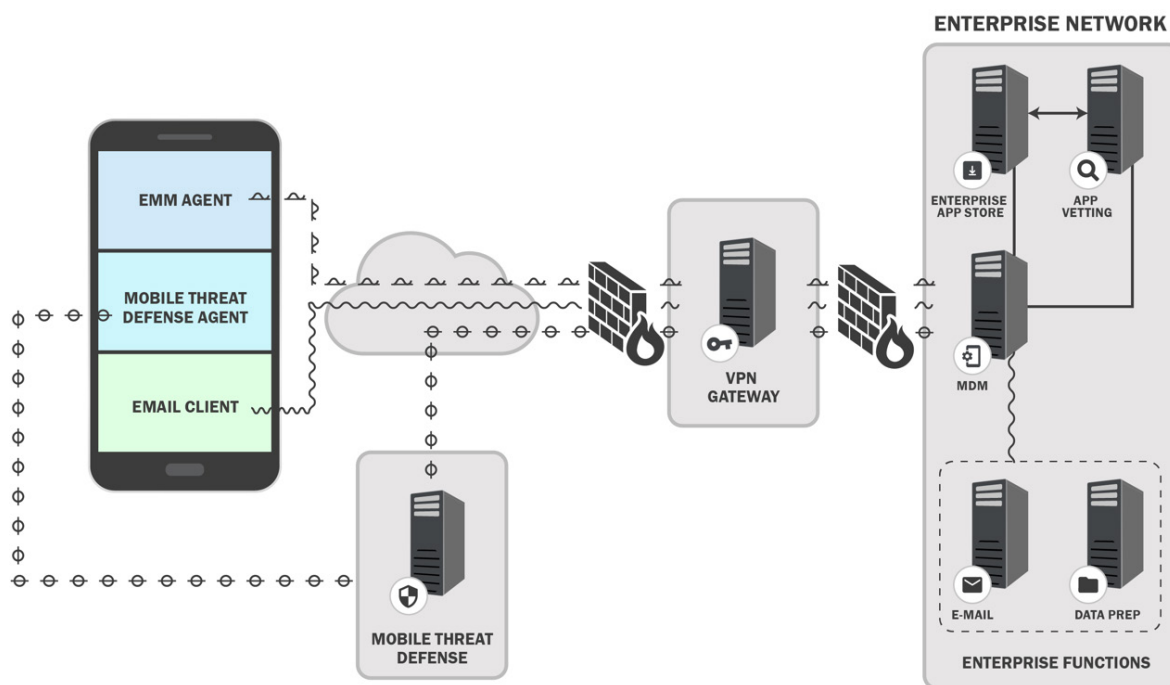 ENTERPRISE NETWORK
EMM AGENT
MOBILE THREAT
DEFENSE AGENT
EMAIL CLIENT
ENTERPRISE
APP STORE
APP
VETTING
VPN
GATEWAY
MDM
MOBILE THREAT
DEFENSE
E-MAIL
DATA PREP
ENTERPRISE FUNCTIONS